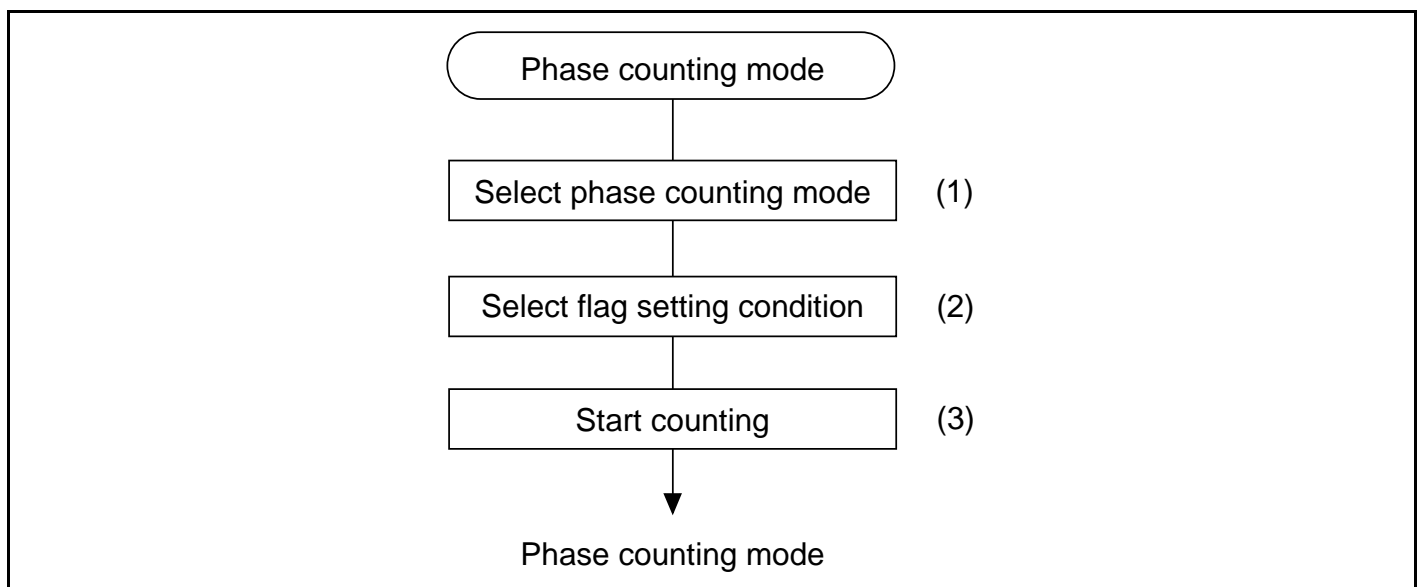 Phase counting mode
Select phase counting mode (1)
Select flag setting condition (2)
Start counting (3)
Phase counting mode